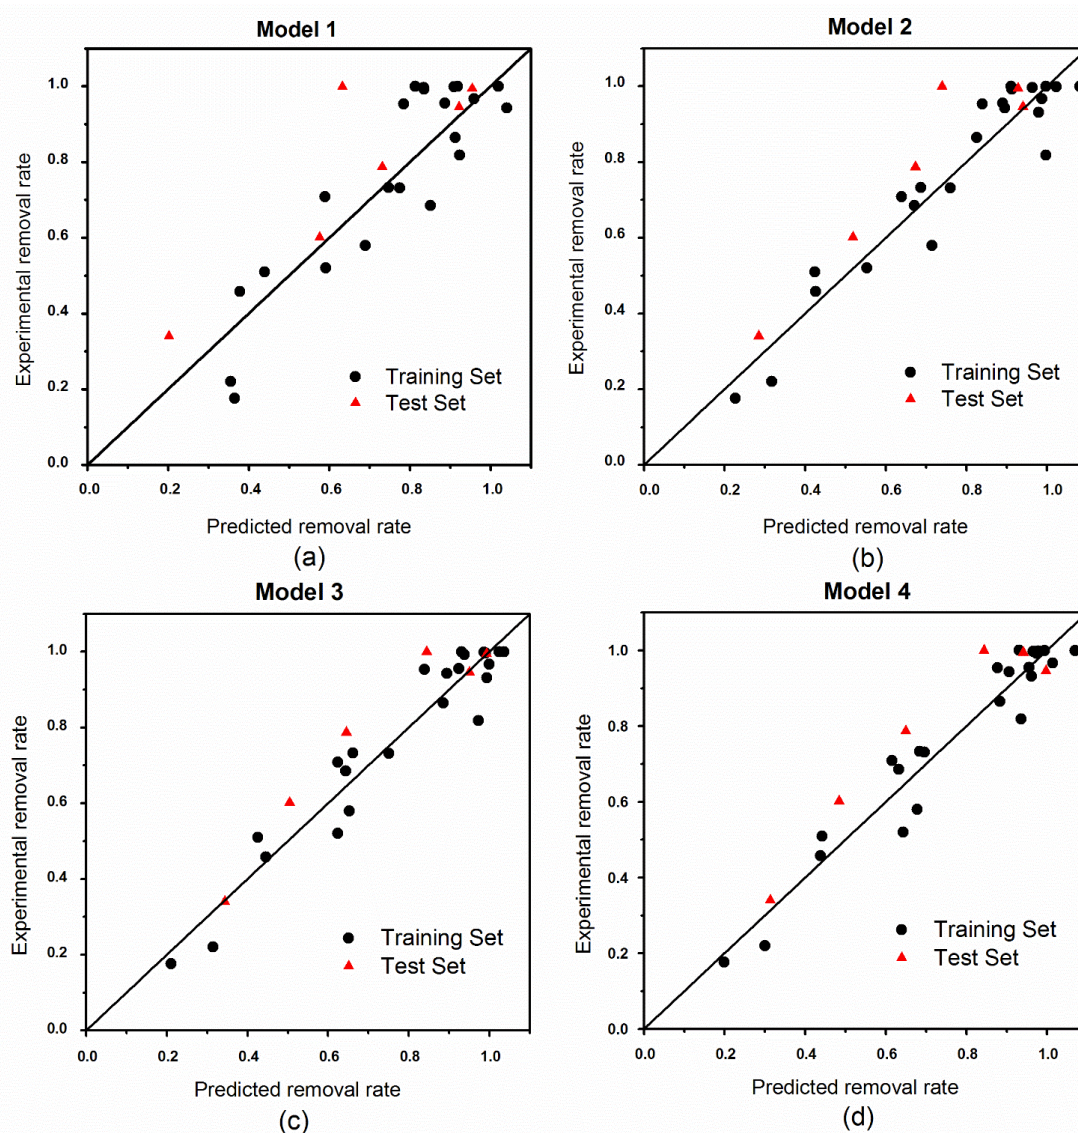 Model 1
Experimental removal rate
1.0
0.8
0.6
0.4
0.2
0.0
Training Set
Test Set
0.0 0.2 0.4 0.6 0.8 1.0
Predicted removal rate
(a)
Model 2
Experimental removal rate
1.0
0.8
0.6
0.4
0.2
0.0
Training Set
Test Set
0.0 0.2 0.4 0.6 0.8 1.0
Predicted removal rate
(b)
Model 3
Experimental removal rate
1.0
0.8
0.6
0.4
0.2
0.0
Training Set
Test Set
0.0 0.2 0.4 0.6 0.8 1.0
Predicted removal rate
(c)
Model 4
Experimental removal rate
1.0
0.8
0.6
0.4
0.2
0.0
Training Set
Test Set
0.0 0.2 0.4 0.6 0.8 1.0
Predicted removal rate
(d)